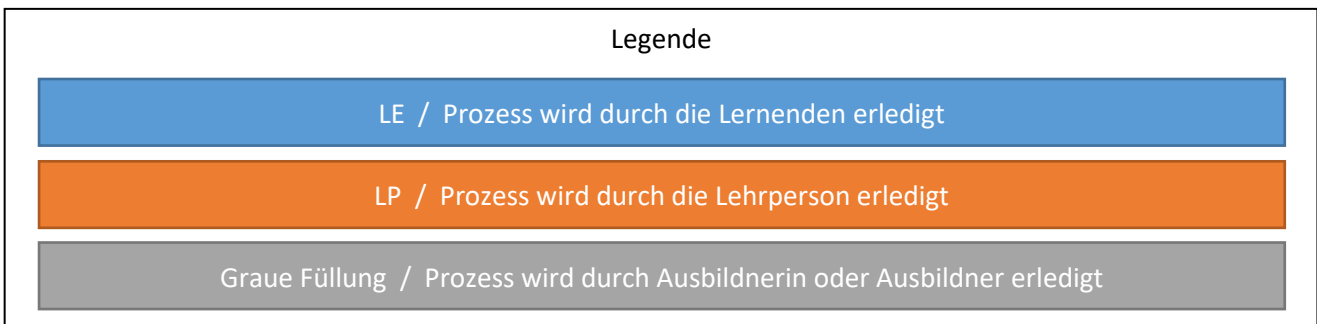 Legende
LE / Prozess wird durch die Lernenden erledigt
LP / Prozess wird durch die Lehrperson erledigt
Graue Füllung / Prozess wird durch Ausbildnerin oder Ausbildner erledigt